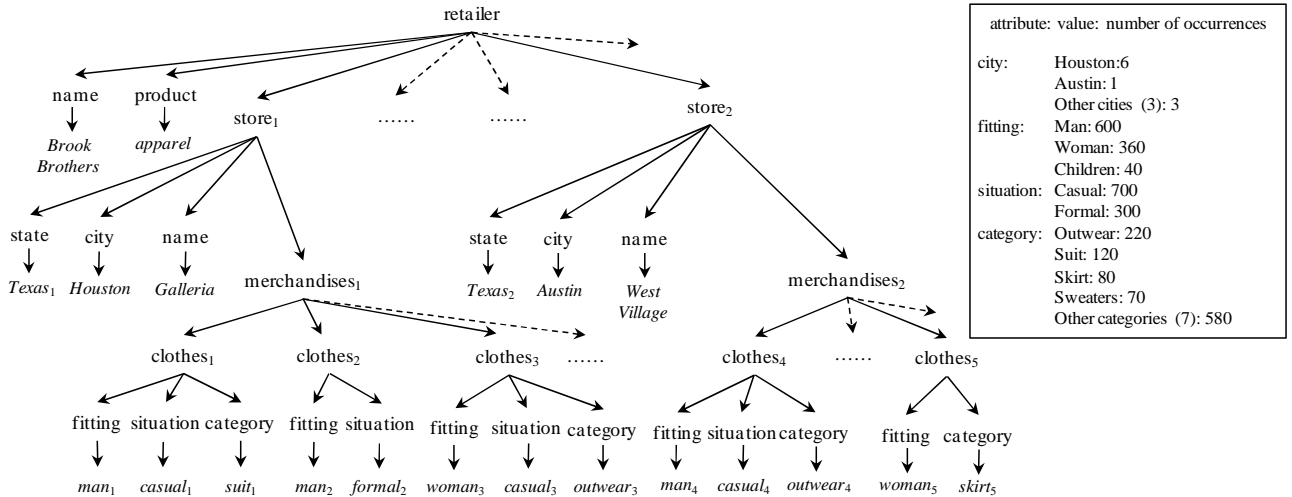 retailer
name product
Brook
Brothers
apparel
store₁
……
……
store₂
state city name
Texas₁ Houston Galleria
merchandises₁
state city name
Texas₂ Austin West
Village
merchandises₂
clothes₁ clothes₂ clothes₃ …… clothes₄ …… clothes₅
fitting situation category fitting situation fitting situation category fitting situation category fitting category
man₁ casual₁ suit₁ man₂ formal₂ woman₃ casual₃ outwear₃ man₄ casual₄ outwear₄ woman₅ skirt₅
attribute: value: number of occurrences
city: Houston:6
Austin: 1
Other cities (3): 3
fitting: Man: 600
Woman: 360
Children: 40
situation: Casual: 700
Formal: 300
category: Outwear: 220
Suit: 120
Skirt: 80
Sweaters: 70
Other categories (7): 580